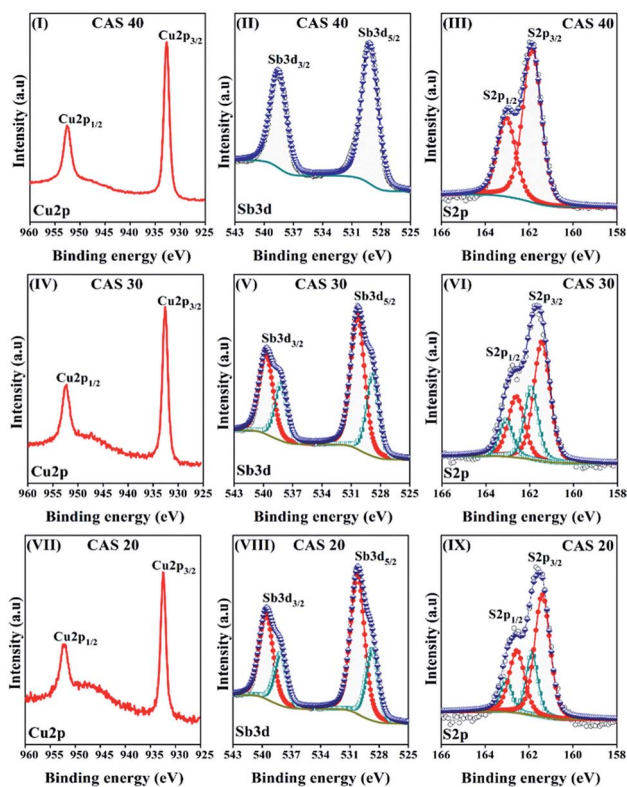 (I) CAS 40
Cu2p3/2
Cu2p1/2
Cu2p
Intensity (a.u)
960 955 950 945 940 935 930 925
Binding energy (eV)
(II) CAS 40
Sb3d5/2
Sb3d3/2
Sb3d
Intensity (a.u)
543 540 537 534 531 528 525
Binding energy (eV)
(III) CAS 40
S2p3/2
S2p1/2
S2p
Intensity (a.u)
166 164 162 160 158
Binding energy (eV)
(IV) CAS 30
Cu2p3/2
Cu2p1/2
Cu2p
Intensity (a.u)
960 955 950 945 940 935 930 925
Binding energy (eV)
(V) CAS 30
Sb3d5/2
Sb3d3/2
Sb3d
Intensity (a.u)
543 540 537 534 531 528 525
Binding energy (eV)
(VI) CAS 30
S2p3/2
S2p1/2
S2p
Intensity (a.u)
166 164 162 160 158
Binding energy (eV)
(VII) CAS 20
Cu2p3/2
Cu2p1/2
Cu2p
Intensity (a.u)
960 955 950 945 940 935 930 925
Binding energy (eV)
(VIII) CAS 20
Sb3d5/2
Sb3d3/2
Sb3d
Intensity (a.u)
543 540 537 534 531 528 525
Binding energy (eV)
(IX) CAS 20
S2p3/2
S2p1/2
S2p
Intensity (a.u)
166 164 162 160 158
Binding energy (eV)